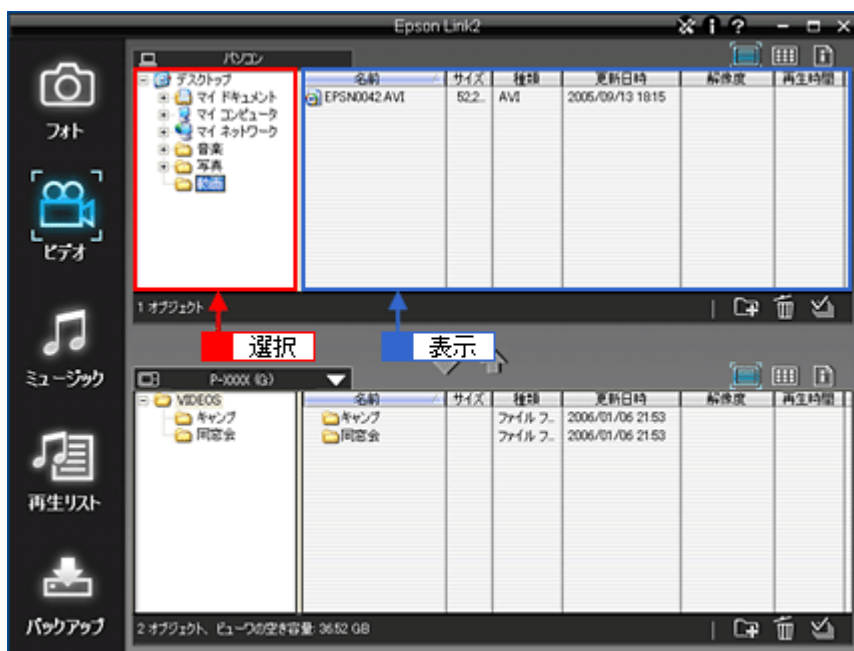 Epson Link2
?
パソコン
デスクトップ
マイ ドキュメント
マイ コンピュータ
マイ ネットワーク
音楽
写真
動画
名前 サイズ 種類 更新日時 解像度 再生時間
EPSN0042.AVI 52,2... AVI 2005/09/13 18:15
1 オブジェクト
選択
表示
フォト
ビデオ
ミュージック
再生リスト
バックアップ
P-XXXX (G:)
VIDEOS
キャンプ
同窓会
名前 サイズ 種類 更新日時 解像度 再生時間
キャンプ ファイル フ... 2006/01/06 21:53
同窓会 ファイル フ... 2006/01/06 21:53
2 オブジェクト、ビューワの空き容量: 36.52 GB